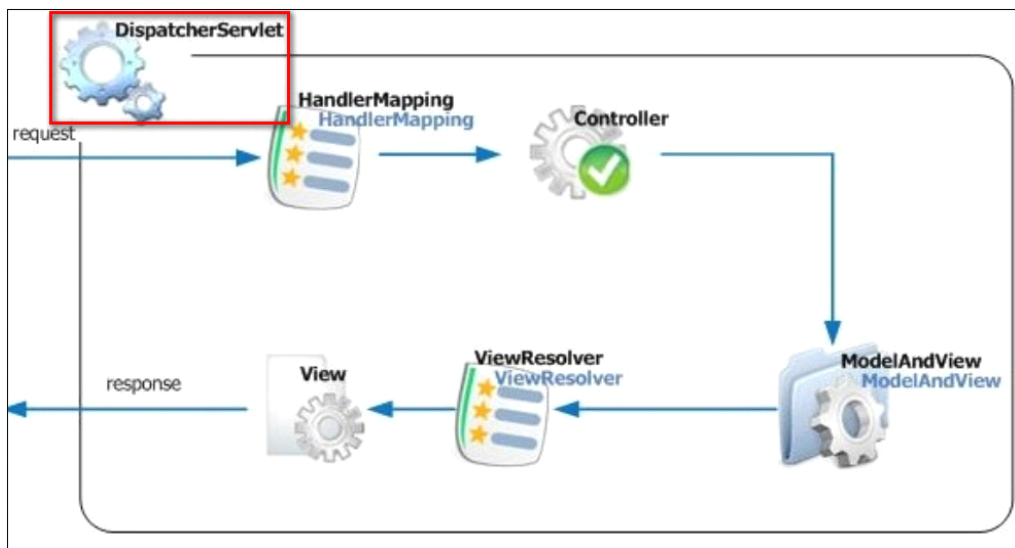 DispatcherServlet
HandlerMapping
HandlerMapping
Controller
request
ModelAndView
ModelAndView
ViewResolver
ViewResolver
View
response